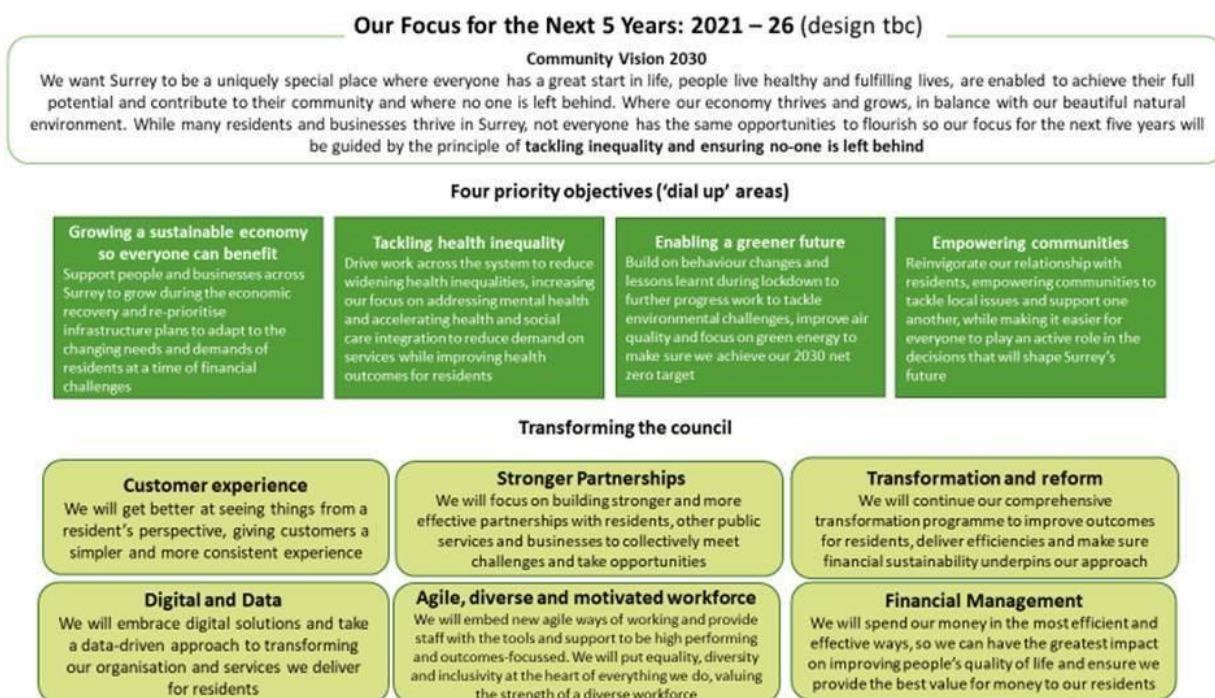 Our Focus for the Next 5 Years: 2021 – 26 (design tbc)
Community Vision 2030
We want Surrey to be a uniquely special place where everyone has a great start in life, people live healthy and fulfilling lives, are enabled to achieve their full
potential and contribute to their community and where no one is left behind. Where our economy thrives and grows, in balance with our beautiful natural
environment. While many residents and businesses thrive in Surrey, not everyone has the same opportunities to flourish so our focus for the next five years will
be guided by the principle of tackling inequality and ensuring no-one is left behind
Four priority objectives (‘dial up’ areas)
Growing a sustainable economy
so everyone can benefit
Support people and businesses across
Surrey to grow during the economic
recovery and re-prioritise
infrastructure plans to adapt to the
changing needs and demands of
residents at a time of financial
challenges
Tackling health inequality
Drive work across the system to reduce
widening health inequalities, increasing
our focus on addressing mental health
and accelerating health and social
care integration to reduce demand on
services while improving health
outcomes for residents
Enabling a greener future
Build on behaviour changes and
lessons learnt during lockdown to
further progress work to tackle
environmental challenges, improve air
quality and focus on green energy to
make sure we achieve our 2030 net
zero target
Empowering communities
Reinvigorate our relationship with
residents, empowering communities to
tackle local issues and support one
another, while making it easier for
everyone to play an active role in the
decisions that will shape Surrey’s
future
Transforming the council
Customer experience
We will get better at seeing things from a
resident’s perspective, giving customers a
simpler and more consistent experience
Stronger Partnerships
We will focus on building stronger and more
effective partnerships with residents, other public
services and businesses to collectively meet
challenges and take opportunities
Transformation and reform
We will continue our comprehensive
transformation programme to improve outcomes
for residents, deliver efficiencies and make sure
financial sustainability underpins our approach
Digital and Data
We will embrace digital solutions and take
a data-driven approach to transforming
our organisation and services we deliver
for residents
Agile, diverse and motivated workforce
We will embed new agile ways of working and provide
staff with the tools and support to be high performing
and outcomes-focussed. We will put equality, diversity
and inclusivity at the heart of everything we do, valuing
the strength of a diverse workforce
Financial Management
We will spend our money in the most efficient and
effective ways, so we can have the greatest impact
on improving people’s quality of life and ensure we
provide the best value for money to our residents